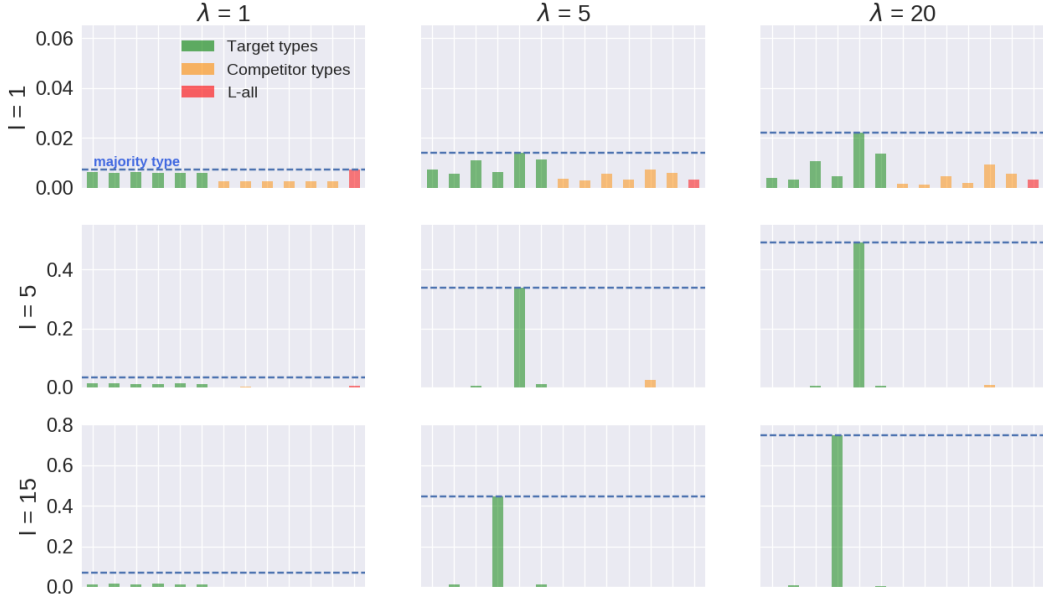 λ = 1
λ = 5
λ = 20
l = 1
0.06
0.04
0.02
0.00
Target types
Competitor types
L-all
majority type
l = 5
0.4
0.2
0.0
l = 15
0.8
0.6
0.4
0.2
0.0